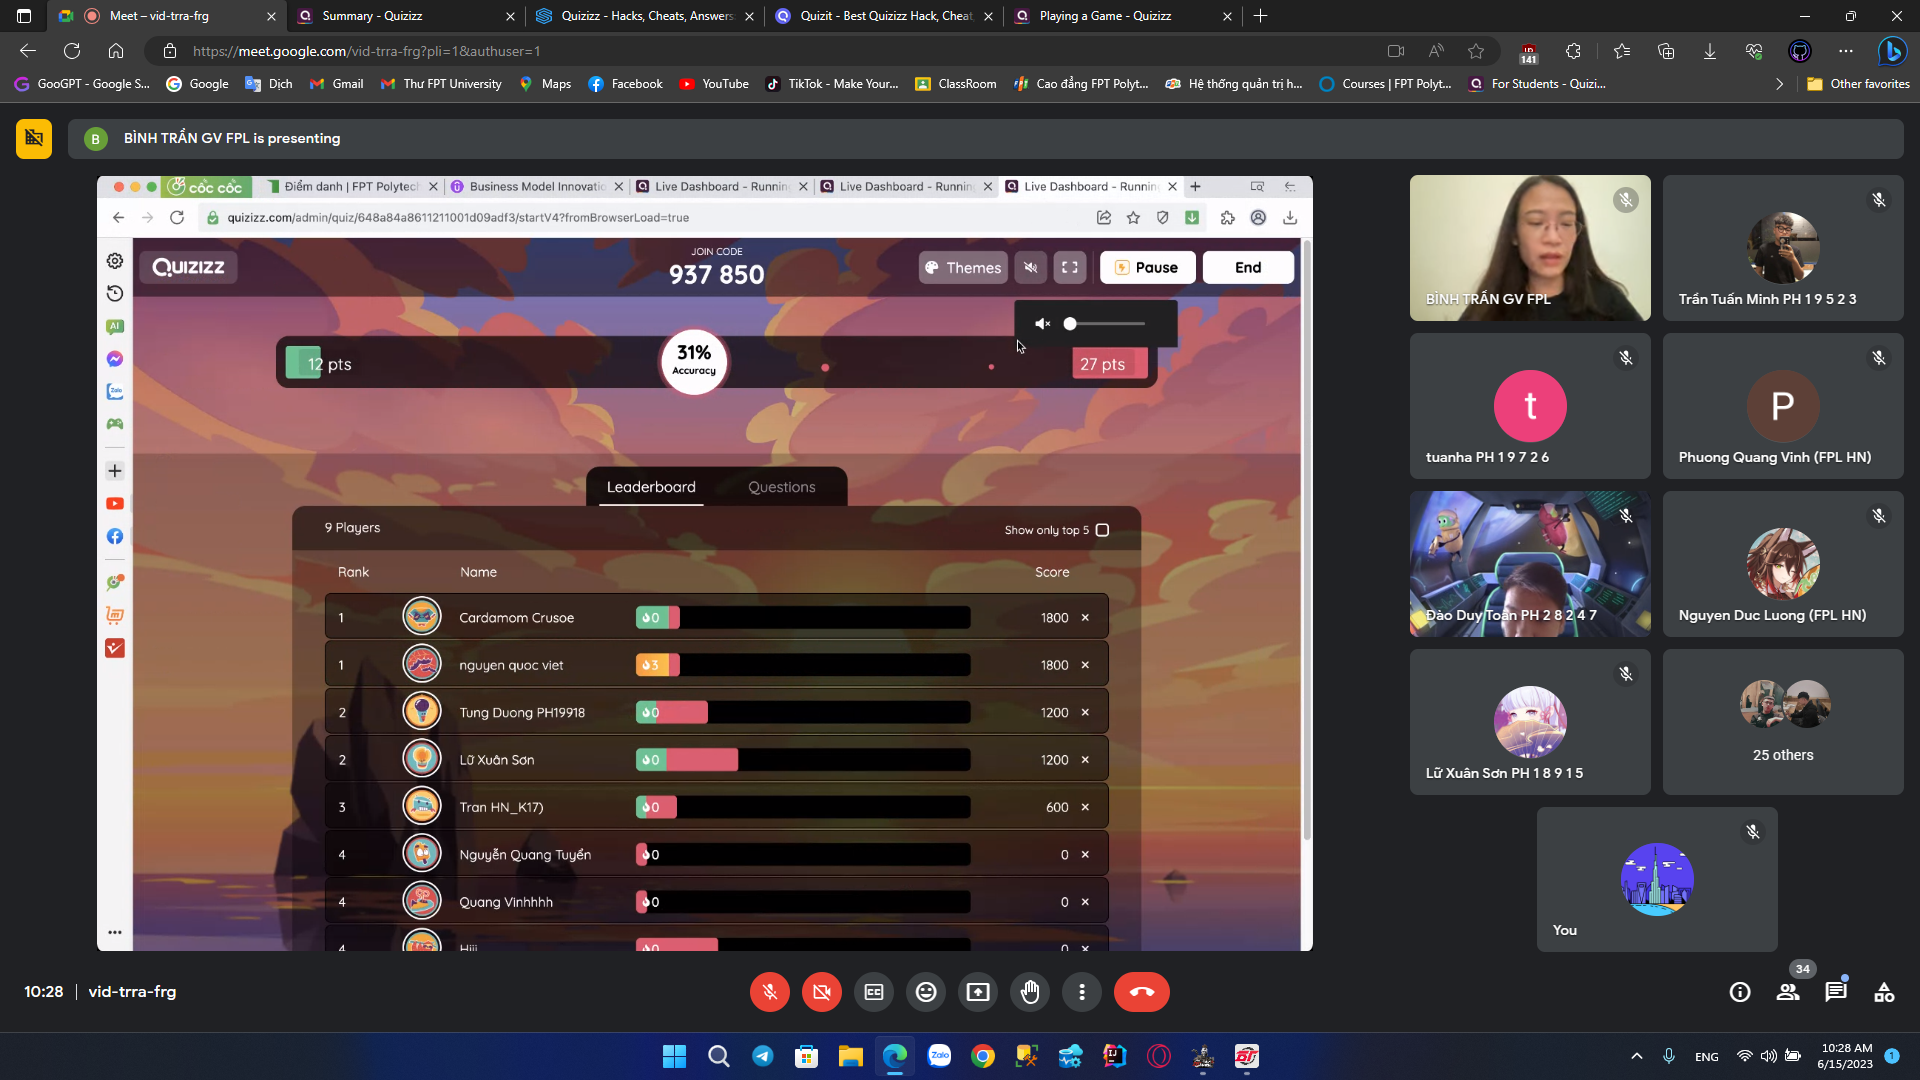 Meet – vid-trra-frg
Summary - Quizizz
Quizizz - Hacks, Cheats, Answers
Quizit - Best Quizizz Hack, Cheat
Playing a Game - Quizizz
https://meet.google.com/vid-trra-frg?pli=1&authuser=1
141
GooGPT - Google S...
Google
Dịch
Gmail
Thư FPT University
Maps
Facebook
YouTube
TikTok - Make Your...
ClassRoom
Cao đẳng FPT Polyt...
Hệ thống quản trị h...
Courses | FPT Polyt...
For Students - Quizi...
Other favorites
B
BÌNH TRẦN GV FPL is presenting
cốc cốc
Điểm danh | FPT Polytec
Business Model Innovatio
Live Dashboard - Runnin
Live Dashboard - Runnin
Live Dashboard - Runnin
quizizz.com/admin/quiz/648a84a8611211001d09adf3/startV4?fromBrowserLoad=true
QUIZIZZ
JOIN CODE
937 850
Themes
Pause
End
AI
Zalo
12 pts
31%
Accuracy
27 pts
Leaderboard
Questions
9 Players
Show only top 5
Rank
Name
Score
1
Cardamom Crusoe
0
1800
1
nguyen quoc viet
3
1800
2
Tung Duong PH19918
0
1200
2
Lữ Xuân Sơn
0
1200
3
Tran HN_K17)
0
600
4
Nguyễn Quang Tuyển
0
0
4
Quang Vinhhhh
0
0
4
Hiii
0
0
BÌNH TRẦN GV FPL
Trần Tuấn Minh PH 1 9 5 2 3
t
tuanha PH 1 9 7 2 6
P
Phuong Quang Vinh (FPL HN)
Đào Duy Toán PH 2 8 2 4 7
Nguyen Duc Luong (FPL HN)
Lữ Xuân Sơn PH 1 8 9 1 5
25 others
You
10:28
vid-trra-frg
34
Zalo
ENG
10:28 AM
6/15/2023
1